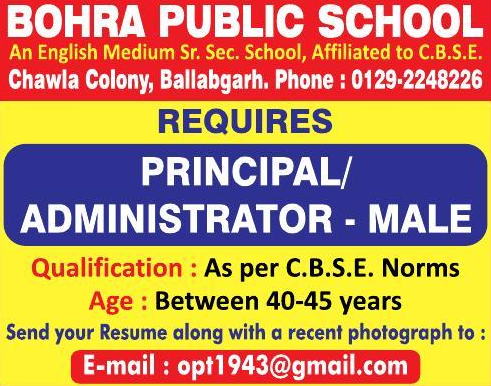 BOHRA PUBLIC SCHOOL
An English Medium Sr. Sec. School, Affiliated to C.B.S.E.
Chawla Colony, Ballabgarh. Phone : 0129-2248226
REQUIRES
PRINCIPAL/
ADMINISTRATOR - MALE
Qualification : As per C.B.S.E. Norms
Age : Between 40-45 years
Send your Resume along with a recent photograph to :
E-mail : opt1943@gmail.com